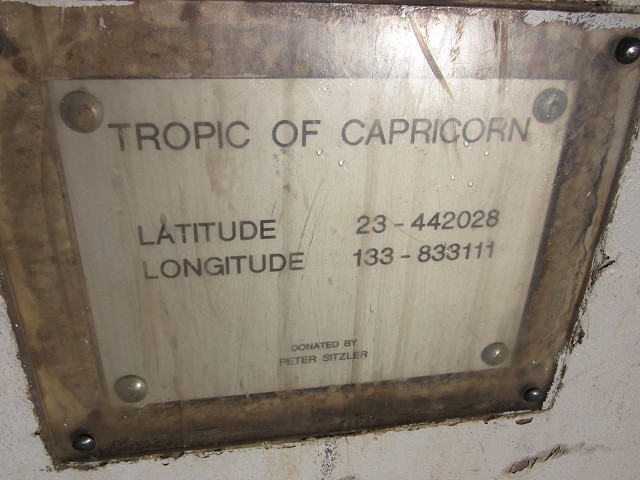 TROPIC OF CAPRICORN
LATITUDE 23-442028
LONGITUDE 133-833111
DONATED BY
PETER SITZLER